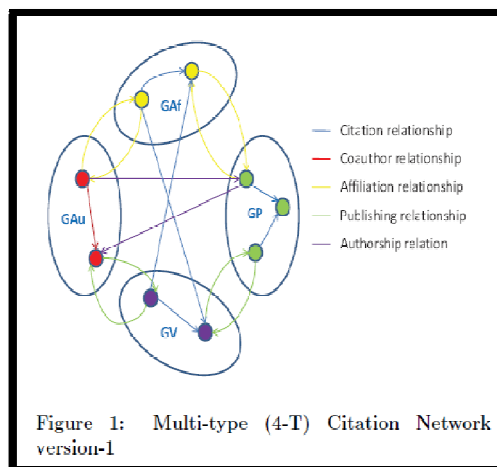 GAf
Citation relationship
Coauthor relationship
Affiliation relationship
Publishing relationship
Authorship relation
GAu
GP
GV
Figure 1: Multi-type (4-T) Citation Network
version-1